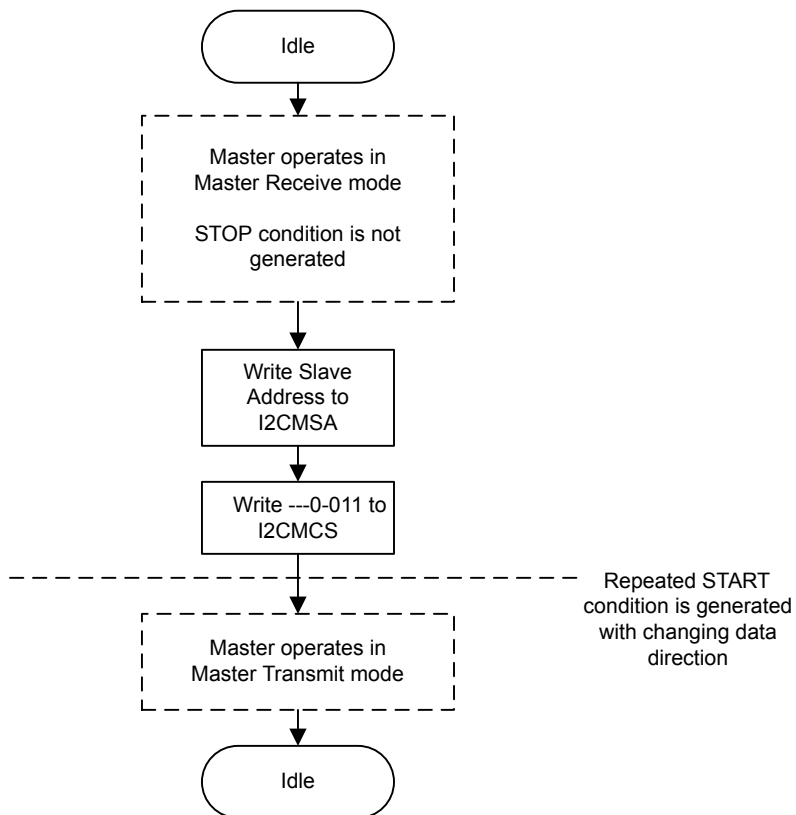 Idle
Master operates in
Master Receive mode
STOP condition is not
generated
Write Slave
Address to
I2CMSA
Write ---0-011 to
I2CMCS
Repeated START
condition is generated
with changing data
direction
Master operates in
Master Transmit mode
Idle